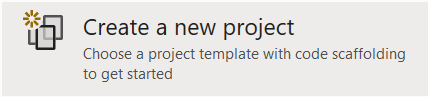 Create a new project
Choose a project template with code scaffolding
to get started